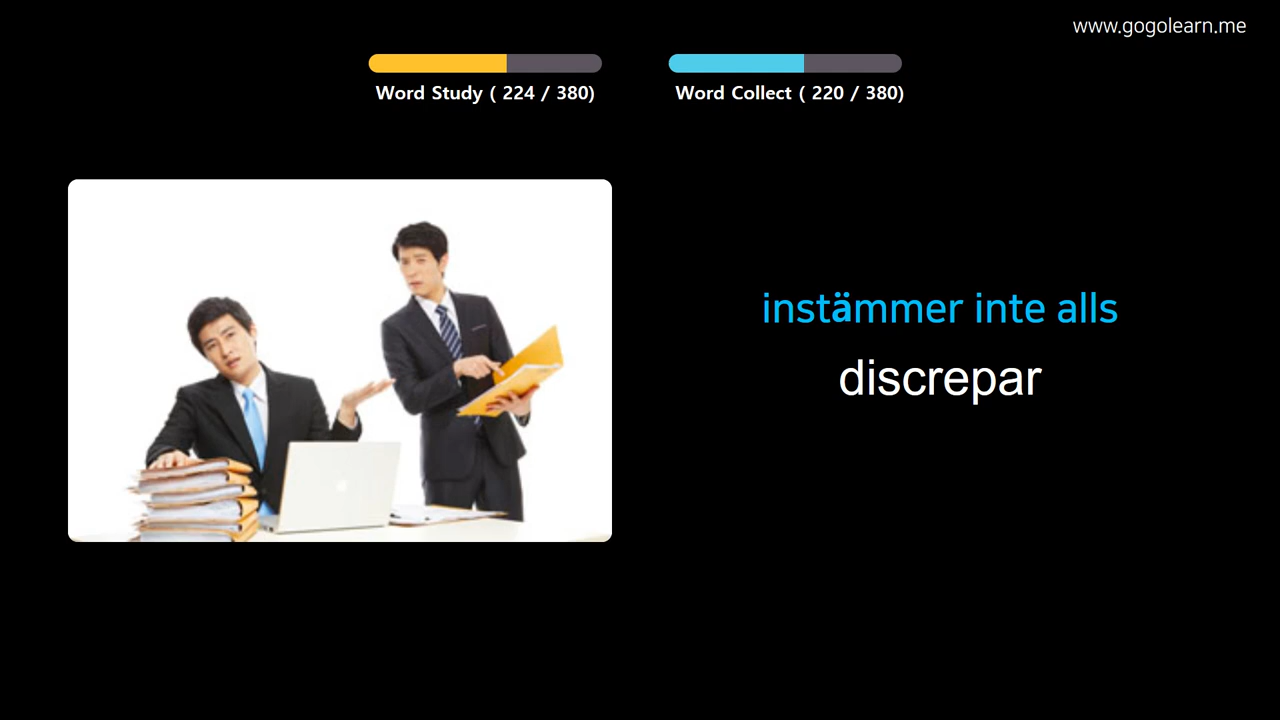 www.gogolearn.me
Word Study ( 224 / 380)
Word Collect ( 220 / 380)
instämmer inte alls
discrepar